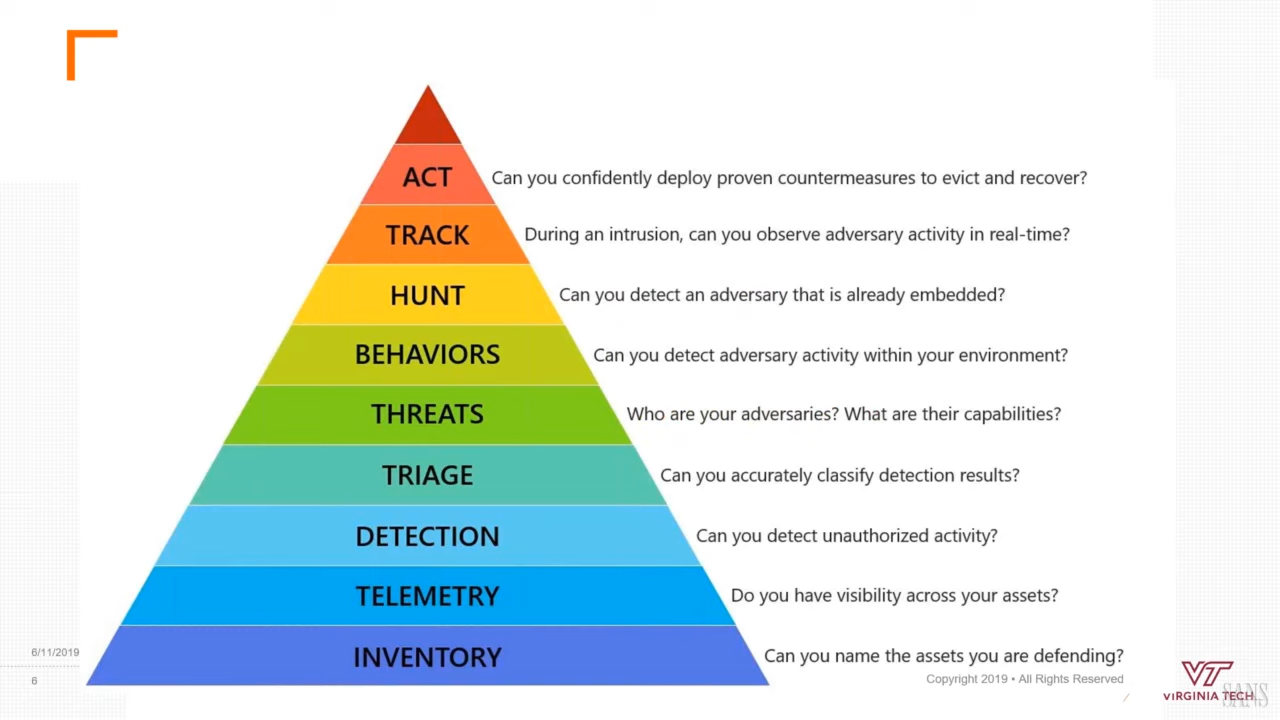 ACT Can you confidently deploy proven countermeasures to evict and recover?
TRACK During an intrusion, can you observe adversary activity in real-time?
HUNT Can you detect an adversary that is already embedded?
BEHAVIORS Can you detect adversary activity within your environment?
THREATS Who are your adversaries? What are their capabilities?
TRIAGE Can you accurately classify detection results?
DETECTION Can you detect unauthorized activity?
TELEMETRY Do you have visibility across your assets?
INVENTORY Can you name the assets you are defending?
6/11/2019
6
Copyright 2019 • All Rights Reserved
VT
VIRGINIA TECH
SANS